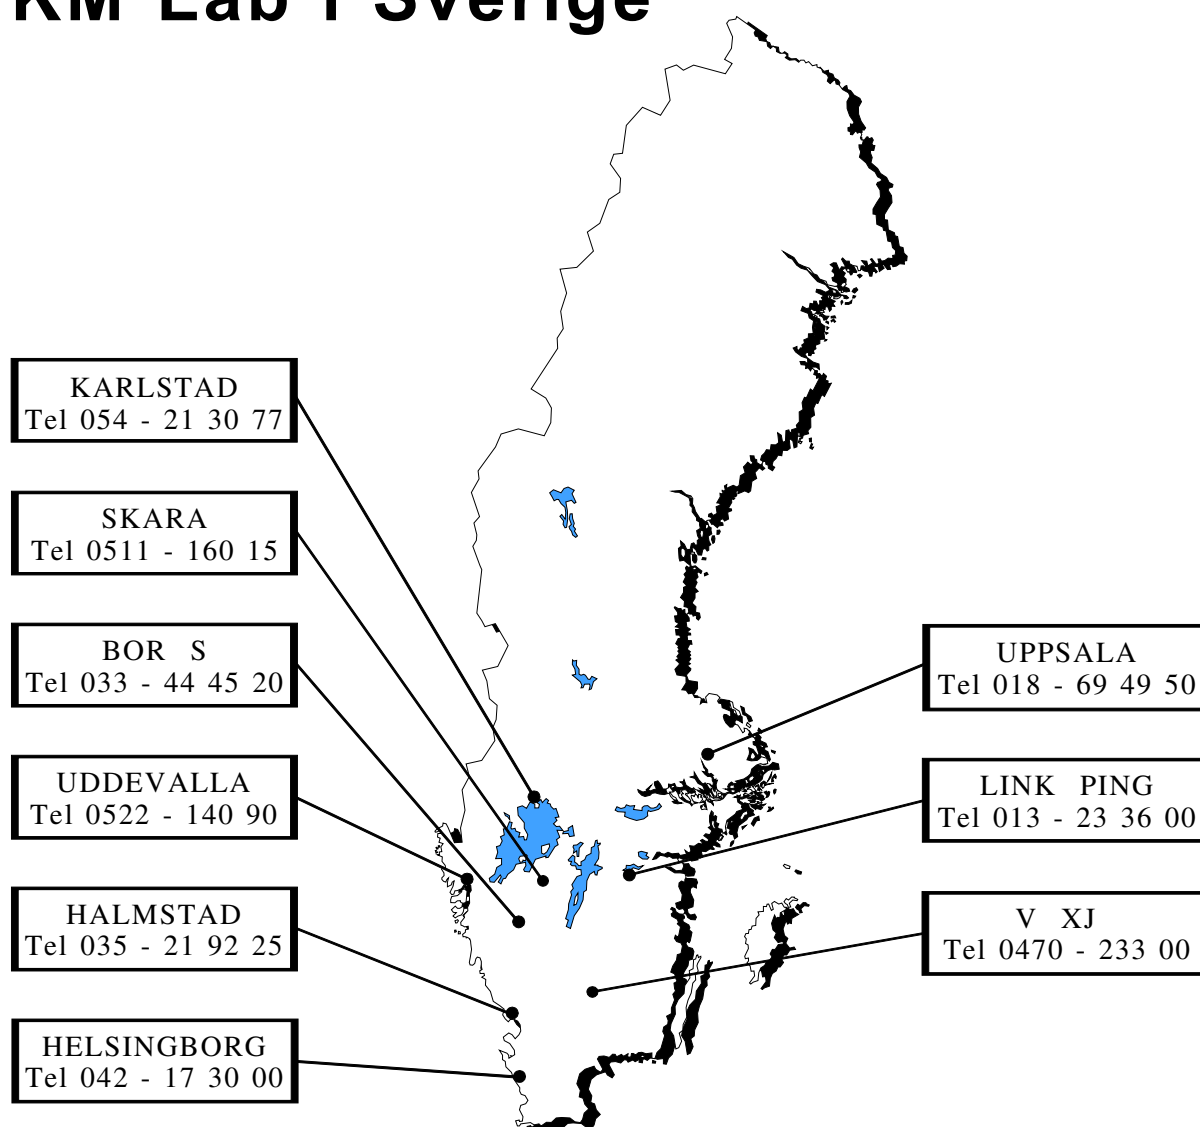 KM Lab i Sverige
KARLSTAD
Tel 054 - 21 30 77
SKARA
Tel 0511 - 160 15
BOR S
Tel 033 - 44 45 20
UDDEVALLA
Tel 0522 - 140 90
HALMSTAD
Tel 035 - 21 92 25
HELSINGBORG
Tel 042 - 17 30 00
UPPSALA
Tel 018 - 69 49 50
LINK PING
Tel 013 - 23 36 00
V XJ
Tel 0470 - 233 00